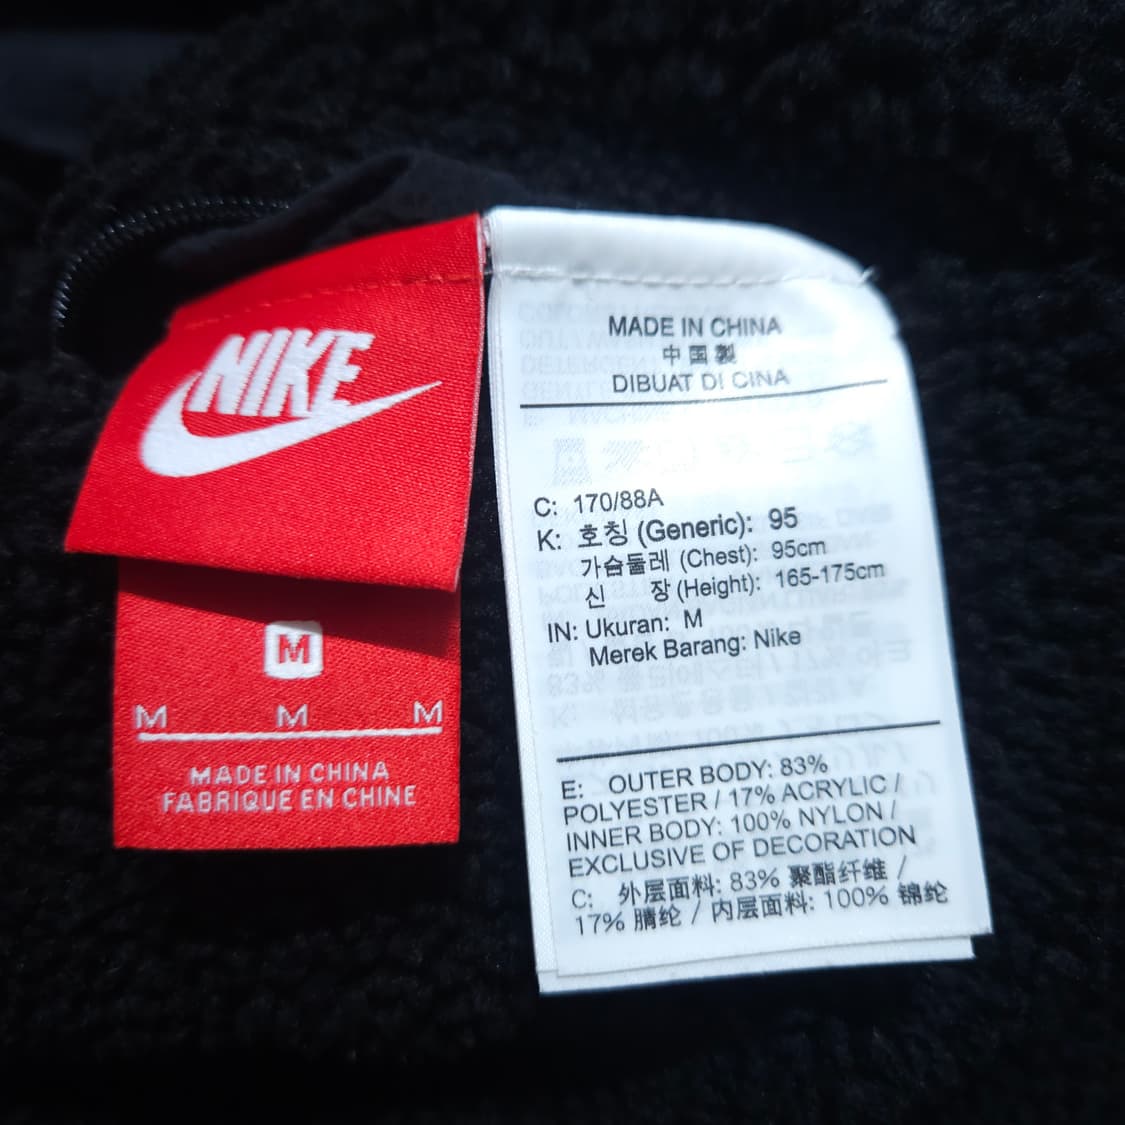 NIKE
M
M M M
MADE IN CHINA
FABRIQUE EN CHINE
MADE IN CHINA
中国製
DIBUAT DI CINA
C: 170/88A
K: 호칭 (Generic): 95
가슴둘레 (Chest): 95cm
신 장 (Height): 165-175cm
IN: Ukuran: M
Merek Barang: Nike
E: OUTER BODY: 83%
POLYESTER / 17% ACRYLIC /
INNER BODY: 100% NYLON /
EXCLUSIVE OF DECORATION
C: 外层面料: 83% 聚酯纤维 /
17% 腈纶 / 内层面料: 100% 锦纶